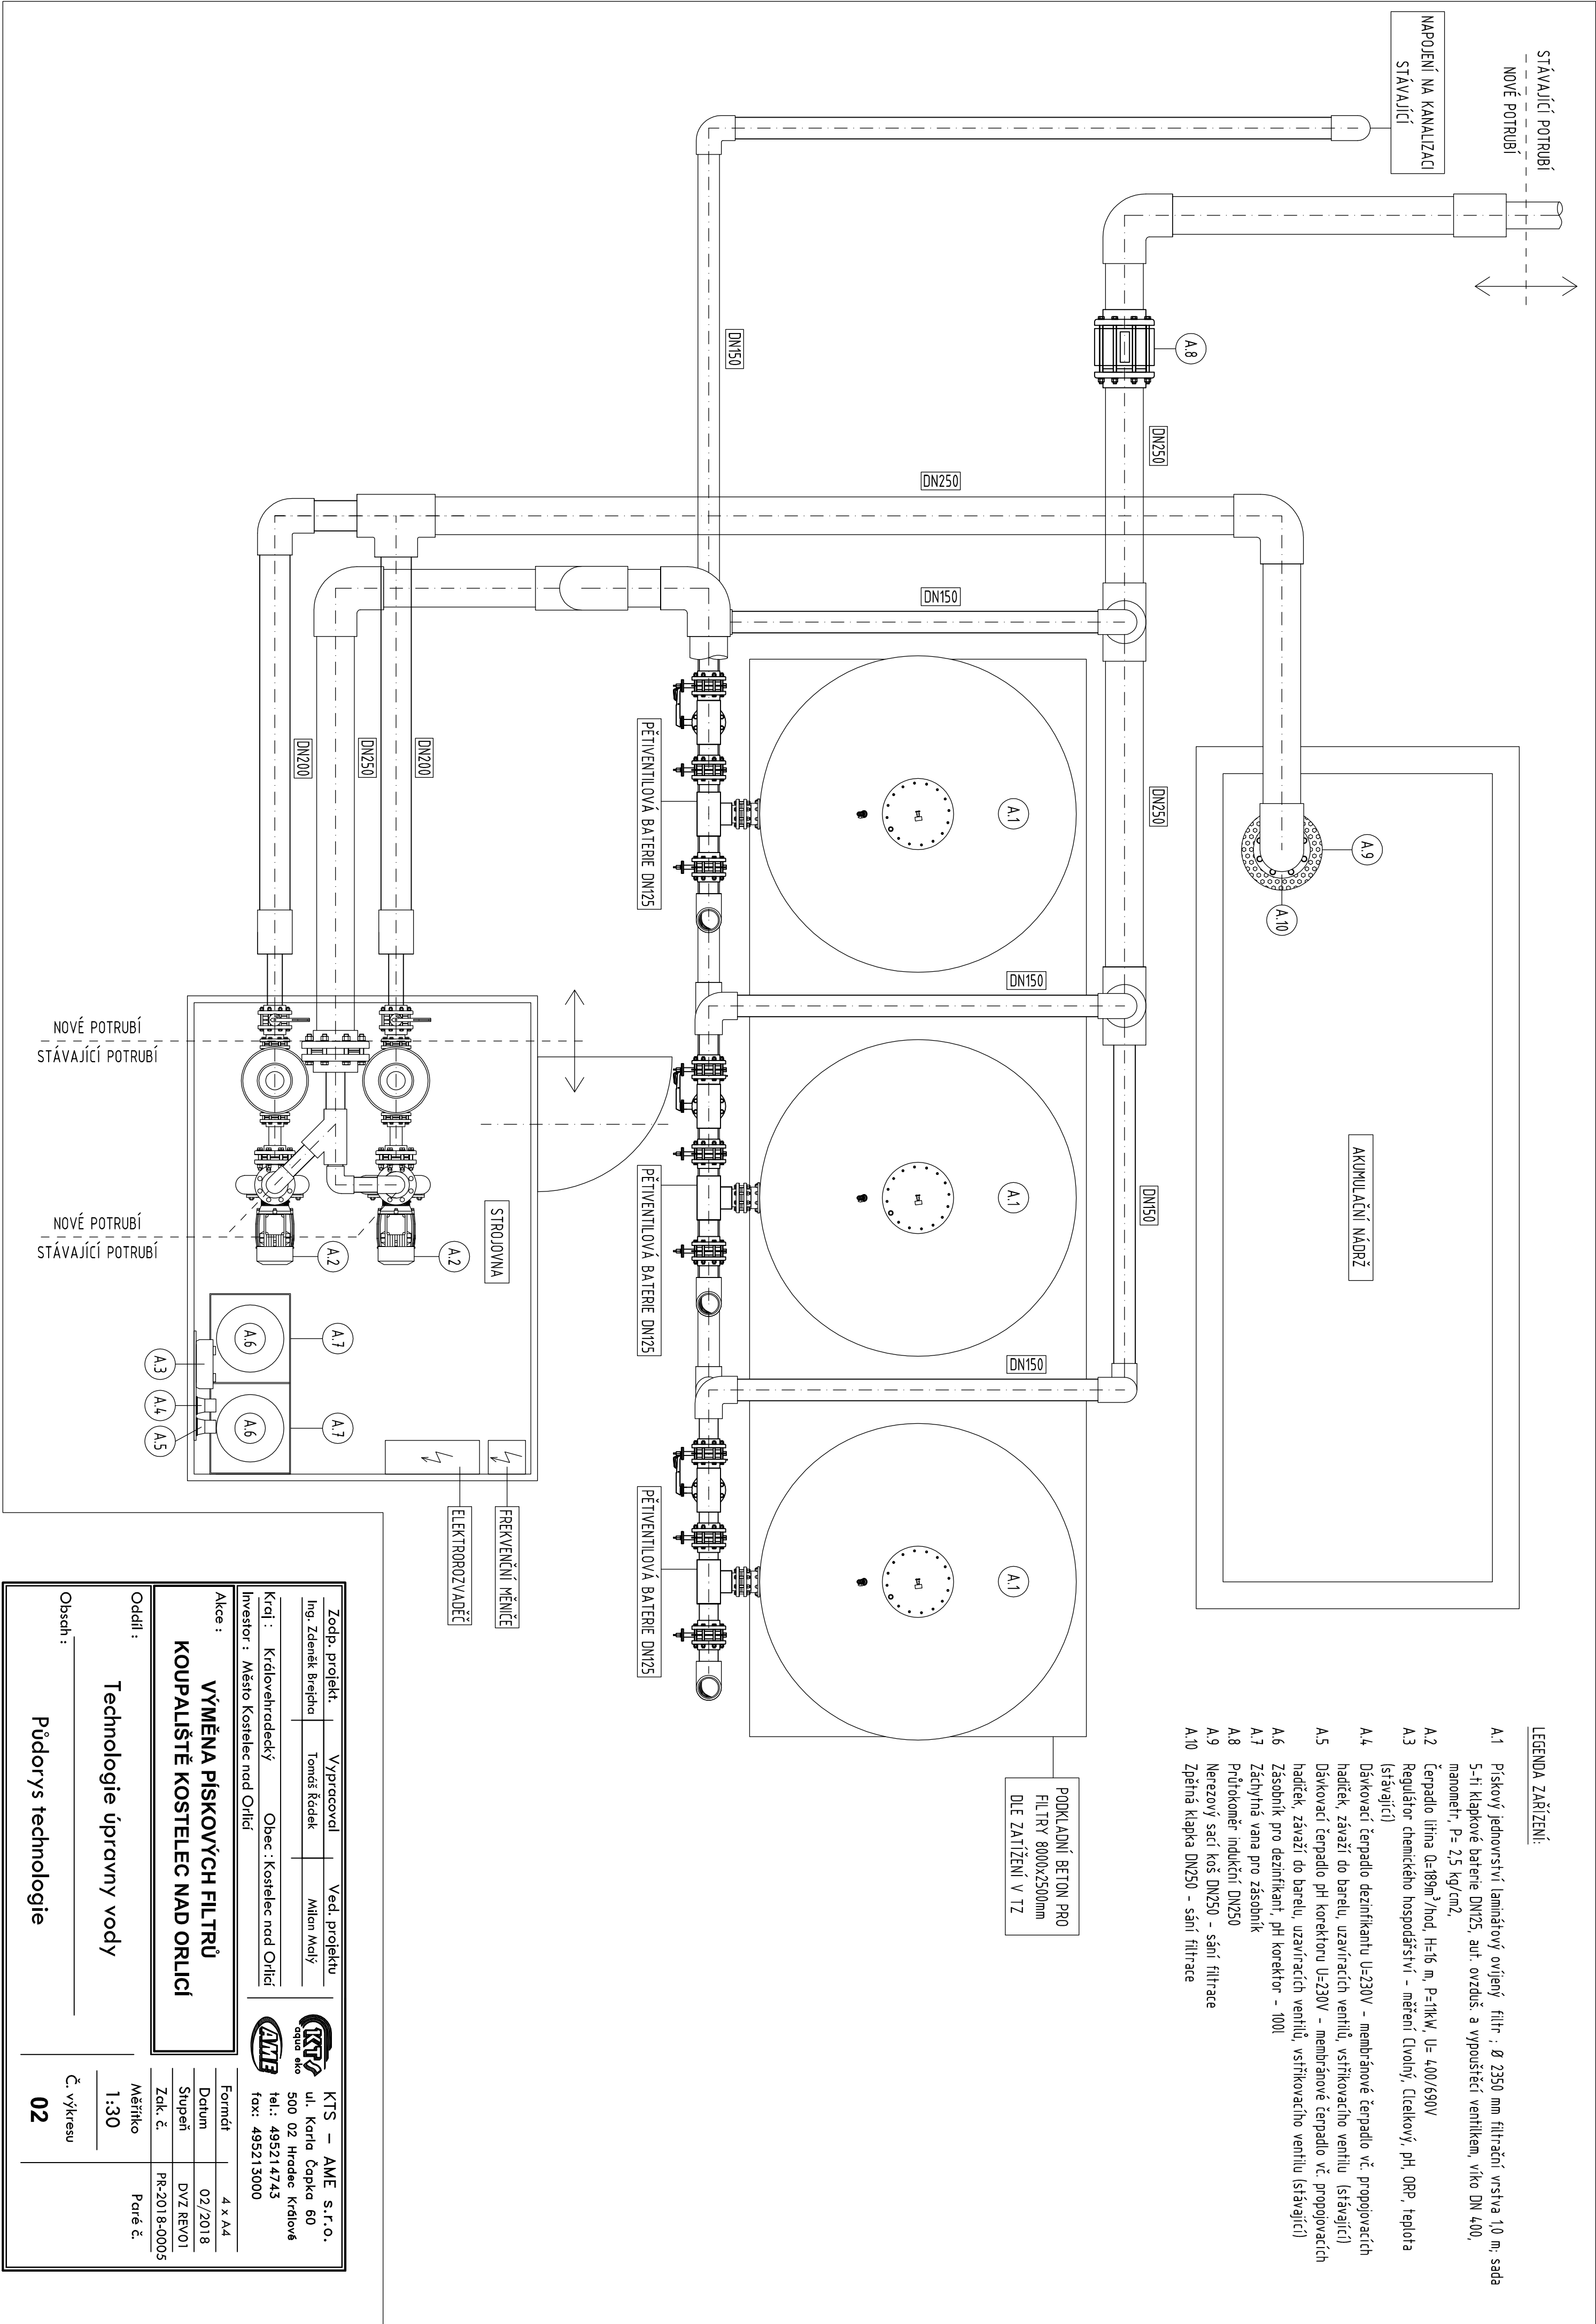 STÁVAJÍCÍ POTRUBÍ
NOVÉ POTRUBÍ
NAPOJENÍ NA KANALIZACI
STÁVAJÍCÍ
A.8
DN150
DN250
DN250
DN150
DN250
DN150
DN150
DN150
DN200
DN250
DN200
A.9
A.10
AKUMULAČNÍ NÁDRŽ
A.1
A.1
A.1
PĚTIVENTILOVÁ BATERIE DN125
PĚTIVENTILOVÁ BATERIE DN125
PĚTIVENTILOVÁ BATERIE DN125
PODKLADNÍ BETON PRO
FILTRY 8000x2500mm
DLE ZATÍŽENÍ V TZ
NOVÉ POTRUBÍ
STÁVAJÍCÍ POTRUBÍ
NOVÉ POTRUBÍ
STÁVAJÍCÍ POTRUBÍ
STROJOVNA
A.2
A.2
A.7
A.7
A.6
A.6
A.3
A.4
A.5
FREKVENČNÍ MĚNIČE
ELEKTROROZVADĚČ
LEGENDA ZAŘÍZENÍ:
A.1 Pískový jednovrství laminátový ovíjený filtr ; Ø 2350 mm filtrační vrstva 1,0 m; sada
5-ti klapkové baterie DN125, aut. ovzduš. a vypouštěcí ventilkem, víko DN 400,
manometr, P= 2,5 kg/cm2,
A.2 Čerpadlo litina Q=189m³/hod, H=16 m, P=11kW, U= 400/690V
A.3 Regulátor chemického hospodářství - měření Clvolný, Clcelkový, pH, ORP, teplota
(stávající)
A.4 Dávkovací čerpadlo dezinfikantu U=230V - membránové čerpadlo vč. propojovacích
hadiček, závaží do barelu, uzavíracích ventilů, vstřikovacího ventilu (stávající)
A.5 Dávkovací čerpadlo pH korektoru U=230V - membránové čerpadlo vč. propojovacích
hadiček, závaží do barelu, uzavíracích ventilů, vstřikovacího ventilu (stávající)
A.6 Zásobník pro dezinfikant, pH korektor - 100l
A.7 Záchytná vana pro zásobník
A.8 Průtokoměr indukční DN250
A.9 Nerezový sací koš DN250 - sání filtrace
A.10 Zpětná klapka DN250 - sání filtrace
Zodp. projekt. Vypracoval Ved. projektu
Ing. Zdeněk Brejcha Tomáš Řádek Milan Malý
Kraj : Královehradecký Obec : Kostelec nad Orlicí
Investor : Město Kostelec nad Orlicí
KTS
aqua eko
AME
KTS – AME s.r.o.
ul. Karla Čapka 60
500 02 Hradec Králové
tel.: 495214743
fax: 495213000
Akce :
VÝMĚNA PÍSKOVÝCH FILTRŮ
KOUPALIŠTĚ KOSTELEC NAD ORLICÍ
Formát 4 x A4
Datum 02/2018
Stupeň DVZ REV01
Zak. č. PR-2018-0005
Oddíl :
Technologie úpravny vody
Měřítko Paré č.
1:30
Obsah :
Půdorys technologie
Č. výkresu
02